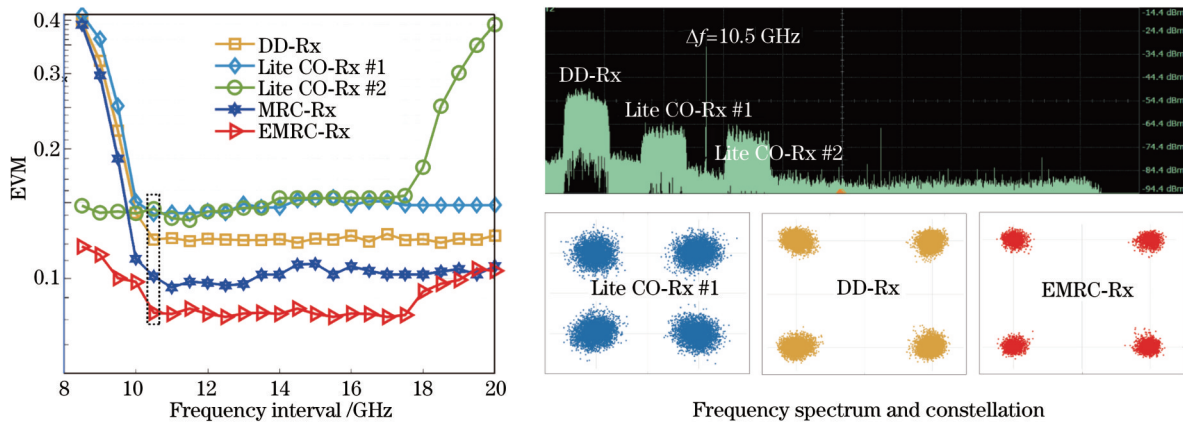 0.4
0.3
0.2
0.1
EVM
DD-Rx
Lite CO-Rx #1
Lite CO-Rx #2
MRC-Rx
EMRC-Rx
8 10 12 14 16 18 20
Frequency interval /GHz
Δf=10.5 GHz
DD-Rx
Lite CO-Rx #1
Lite CO-Rx #2
-14.4 dBm
-24.4 dBm
-34.4 dBm
-44.4 dBm
-54.4 dBm
-64.4 dBm
-74.4 dBm
-84.4 dBm
-94.4 dBm
Lite CO-Rx #1
DD-Rx
EMRC-Rx
Frequency spectrum and constellation